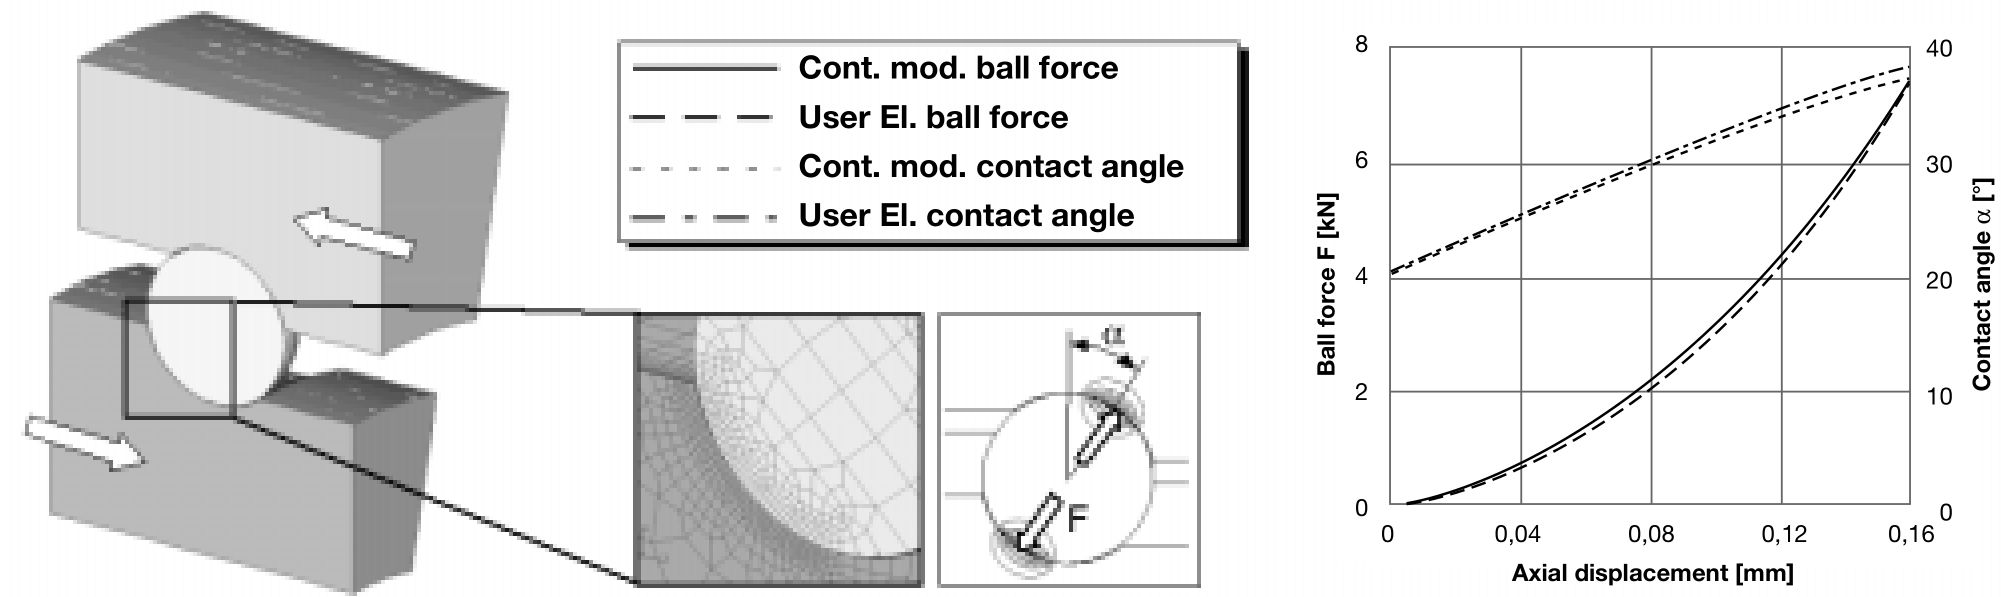 Cont. mod. ball force
User El. ball force
Cont. mod. contact angle
User El. contact angle
α
F
Ball force F [kN]
8
6
4
2
0
40
30
20
10
0
Contact angle α [°]
0
0,04
0,08
0,12
0,16
Axial displacement [mm]